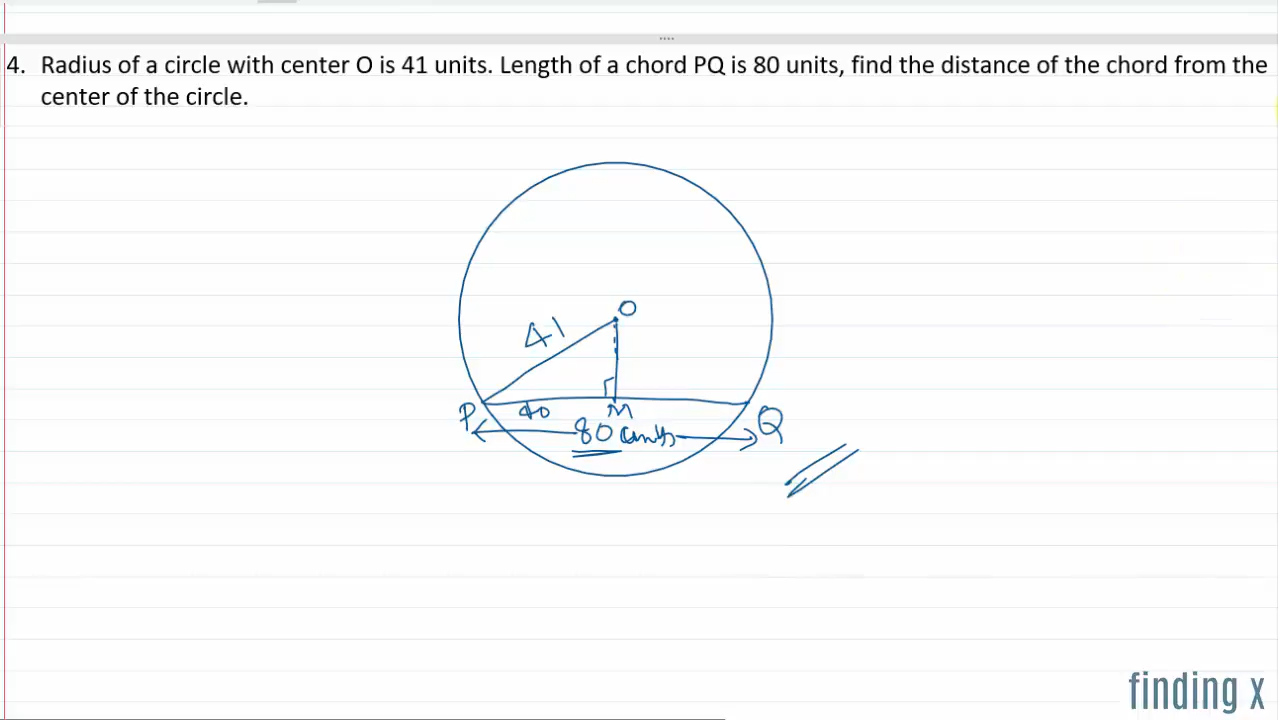 4. Radius of a circle with center O is 41 units. Length of a chord PQ is 80 units, find the distance of the chord from the
center of the circle.
O
41
P 40 M Q
80 units
finding x